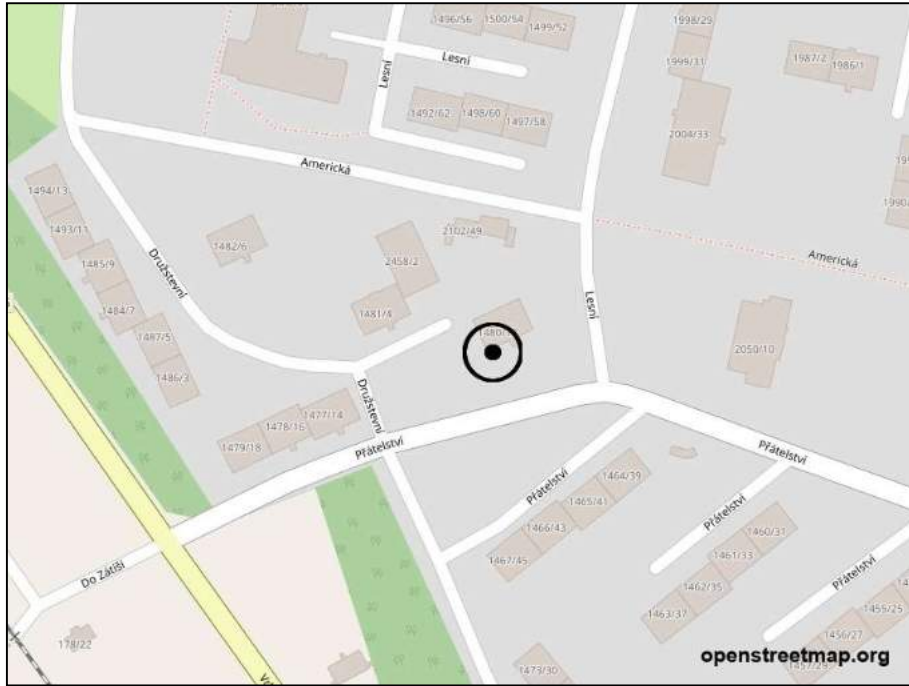 1496/56
1500/54
1499/52
1998/29
Lesní
Lesní
1999/31
1987/2
1986/1
1492/62
1498/60
1497/58
2004/33
Americká
1494/13
1493/11
1482/6
2102/49
Americká
1485/9
Družstevní
2458/2
1484/7
1481/4
Lesní
1487/5
1480/
2050/10
1486/3
Družstevní
1477/14
1478/16
1479/18
Přátelství
Přátelství
1464/39
Přátelství
1465/41
Přátelství
1466/43
1460/31
1467/45
1461/33
Přátelství
Do Zátiší
1462/35
1463/37
1455/25
1456/27
178/22
1473/30
openstreetmap.org